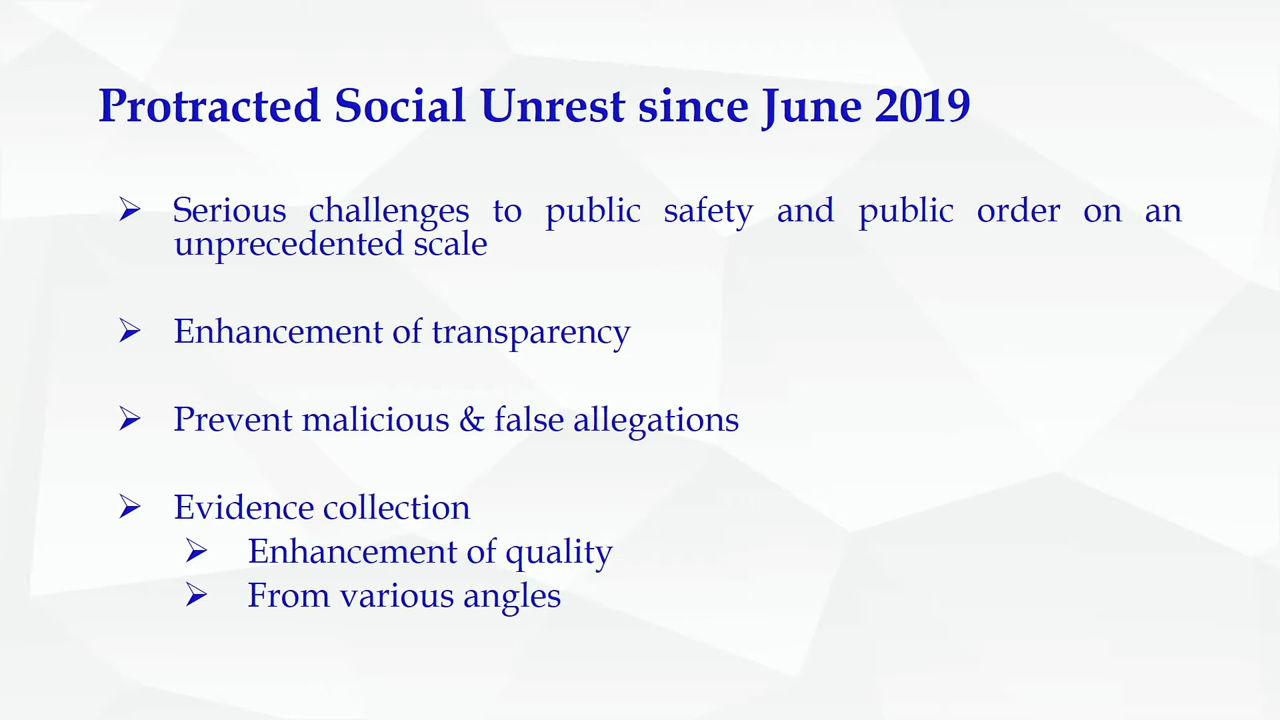 Protracted Social Unrest since June 2019
➢ Serious challenges to public safety and public order on an
unprecedented scale
➢ Enhancement of transparency
➢ Prevent malicious & false allegations
➢ Evidence collection
➢ Enhancement of quality
➢ From various angles